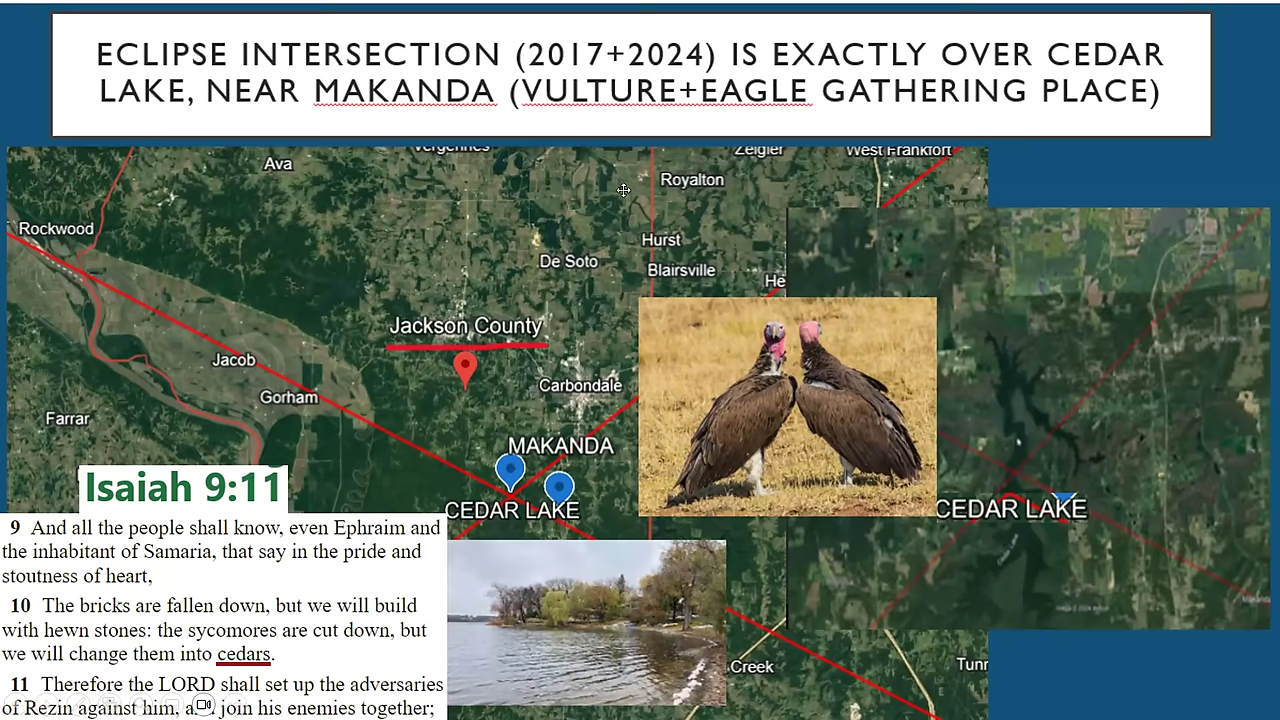 ECLIPSE INTERSECTION (2017+2024) IS EXACTLY OVER CEDAR
LAKE, NEAR MAKANDA (VULTURE+EAGLE GATHERING PLACE)
Vergennes
Zeigler
West Frankfort
Ava
Royalton
Rockwood
Hurst
De Soto
Blairsville
He
Jackson County
Jacob
Carbondale
Gorham
Farrar
MAKANDA
CEDAR LAKE
CEDAR LAKE
Isaiah 9:11
9 And all the people shall know, even Ephraim and
the inhabitant of Samaria, that say in the pride and
stoutness of heart,
10 The bricks are fallen down, but we will build
with hewn stones: the sycomores are cut down, but
we will change them into cedars.
11 Therefore the LORD shall set up the adversaries
of Rezin against him, a join his enemies together;
Creek
Tunn